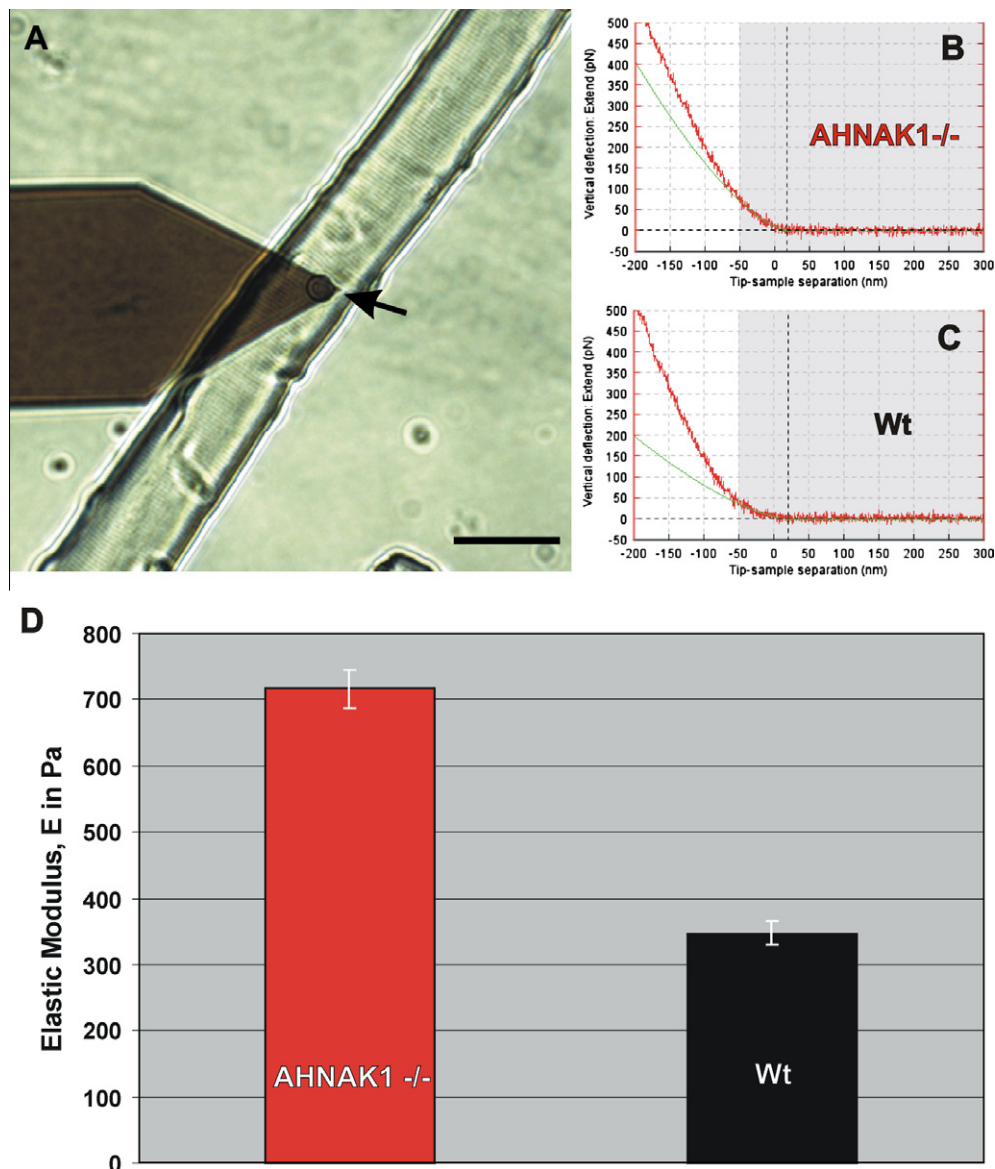 A
B
Vertical deflection: Extend (pN)
500
450
400
350
300
250
200
150
100
50
0
-50
AHNAK1-/-
-200 -150 -100 -50 0 50 100 150 200 250 300
Tip-sample separation (nm)
C
Vertical deflection: Extend (pN)
500
450
400
350
300
250
200
150
100
50
0
-50
Wt
-200 -150 -100 -50 0 50 100 150 200 250 300
Tip-sample separation (nm)
D
Elastic Modulus, E in Pa
800
700
600
500
400
300
200
100
0
AHNAK1 -/-
Wt